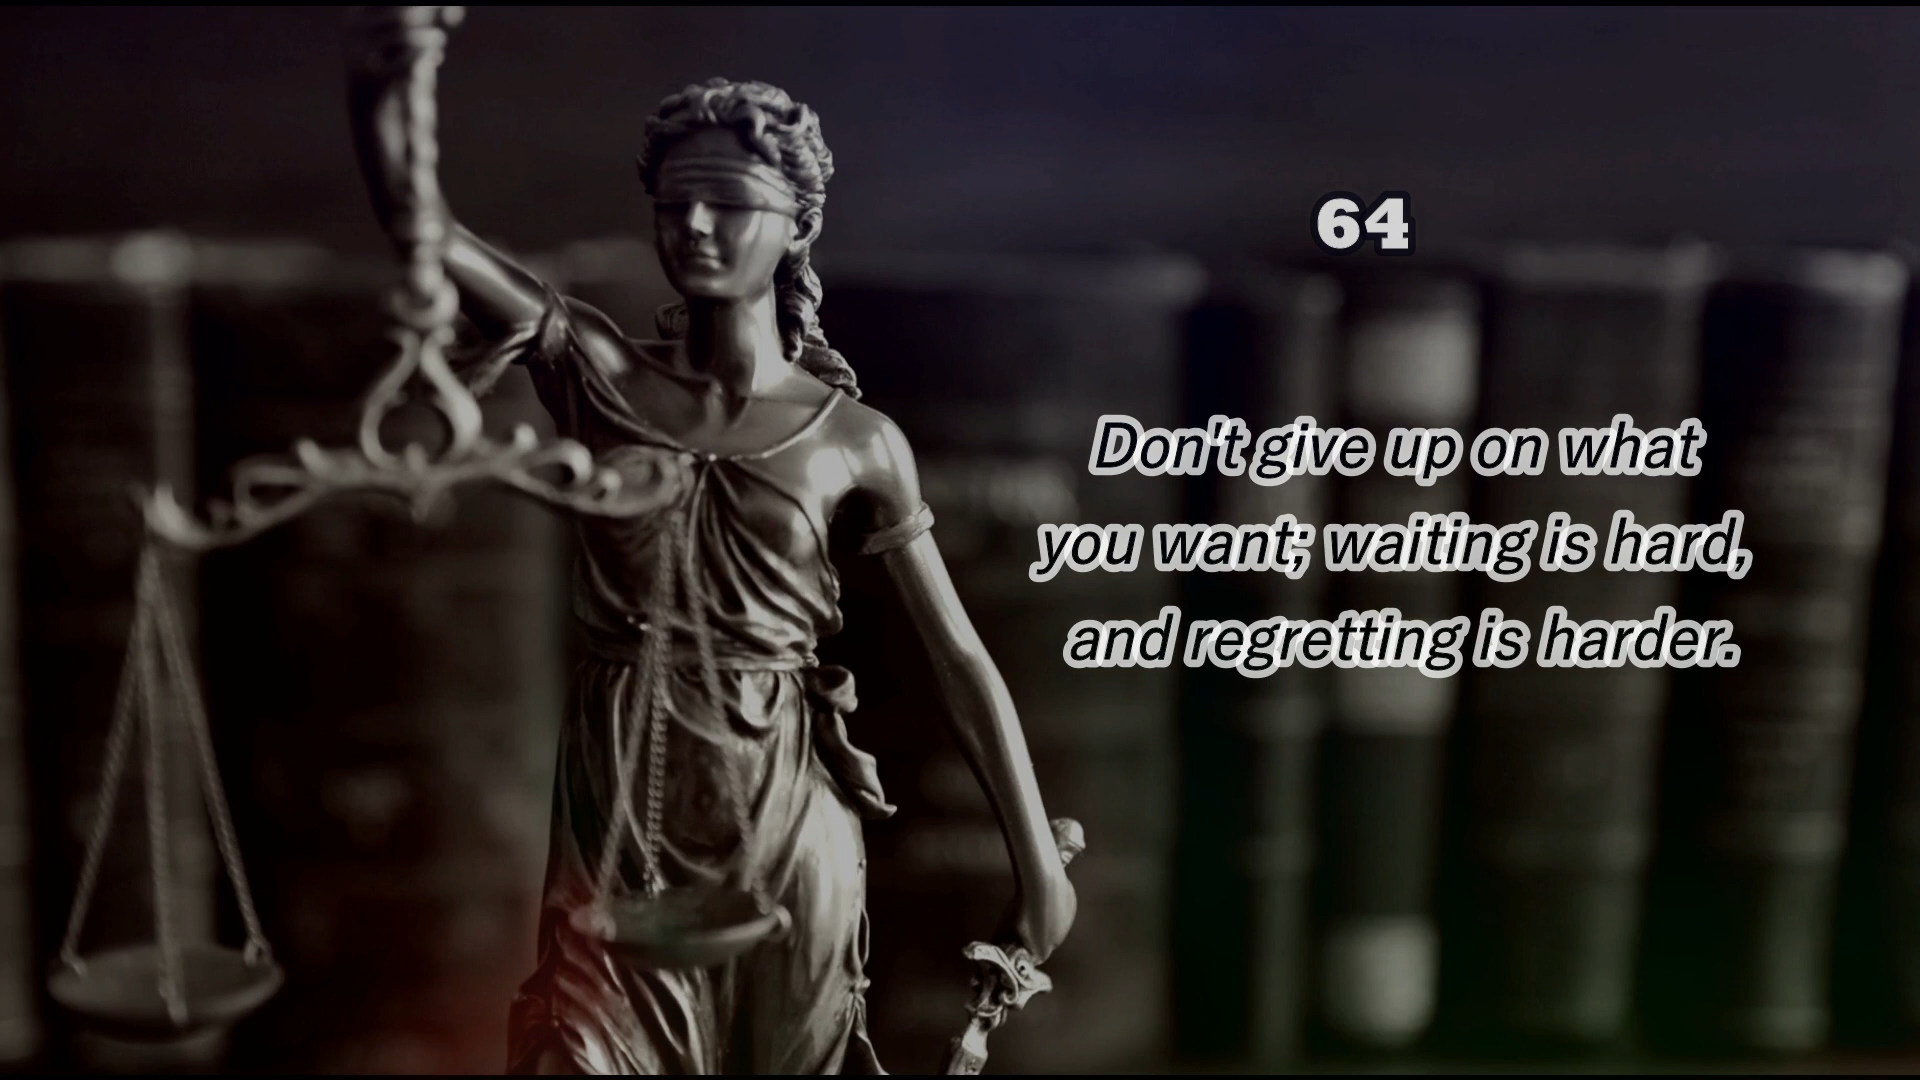 64
Don't give up on what
you want; waiting is hard,
and regretting is harder.